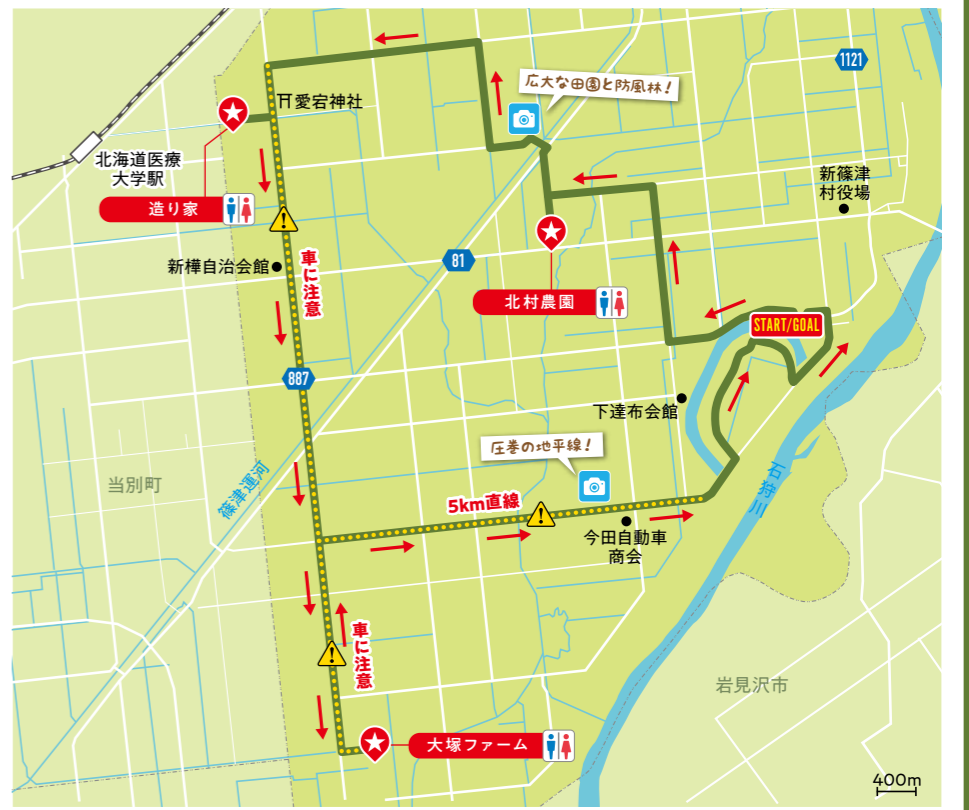 1121
広大な田園と防風林！
愛宕神社
北海道医療
大学駅
造り家
新篠津
村役場
81
新樺自治会館
車に注意
北村農園
START/GOAL
887
下達布会館
圧巻の地平線！
当別町
石狩川
5km直線
今田自動車
商会
車に注意
岩見沢市
大塚ファーム
400m